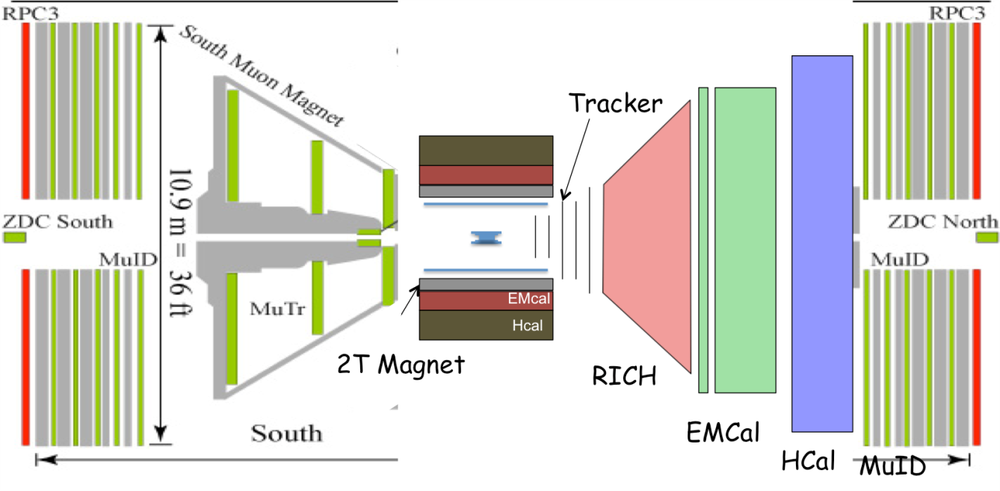 RPC3
South Muon Magnet
10.9 m = 36 ft
ZDC South
MuID
MuTr
South
2T Magnet
EMcal
Hcal
Tracker
RICH
EMCal
HCal
MuID
RPC3
ZDC North
MuID